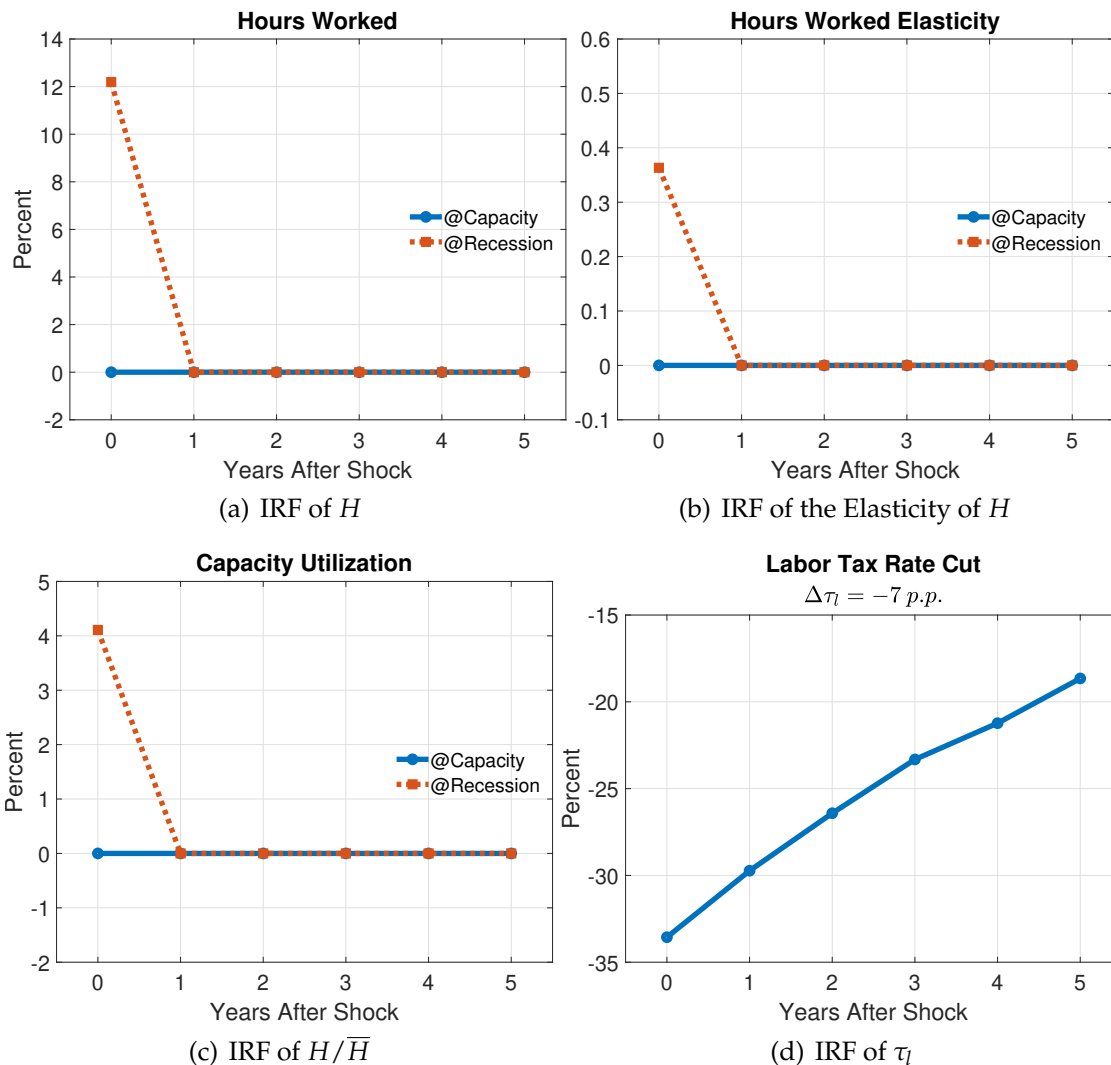 Hours Worked
14
12
10
8
6
4
2
0
-2
Percent
@Capacity
@Recession
0 1 2 3 4 5
Years After Shock
(a) IRF of H
Hours Worked Elasticity
0.6
0.5
0.4
0.3
0.2
0.1
0
-0.1
@Capacity
@Recession
0 1 2 3 4 5
Years After Shock
(b) IRF of the Elasticity of H
Capacity Utilization
5
4
3
2
1
0
-1
-2
Percent
@Capacity
@Recession
0 1 2 3 4 5
Years After Shock
(c) IRF of H/H̅
Labor Tax Rate Cut
Δτ_l = −7 p.p.
-15
-20
-25
-30
-35
Percent
0 1 2 3 4 5
Years After Shock
(d) IRF of τ_l